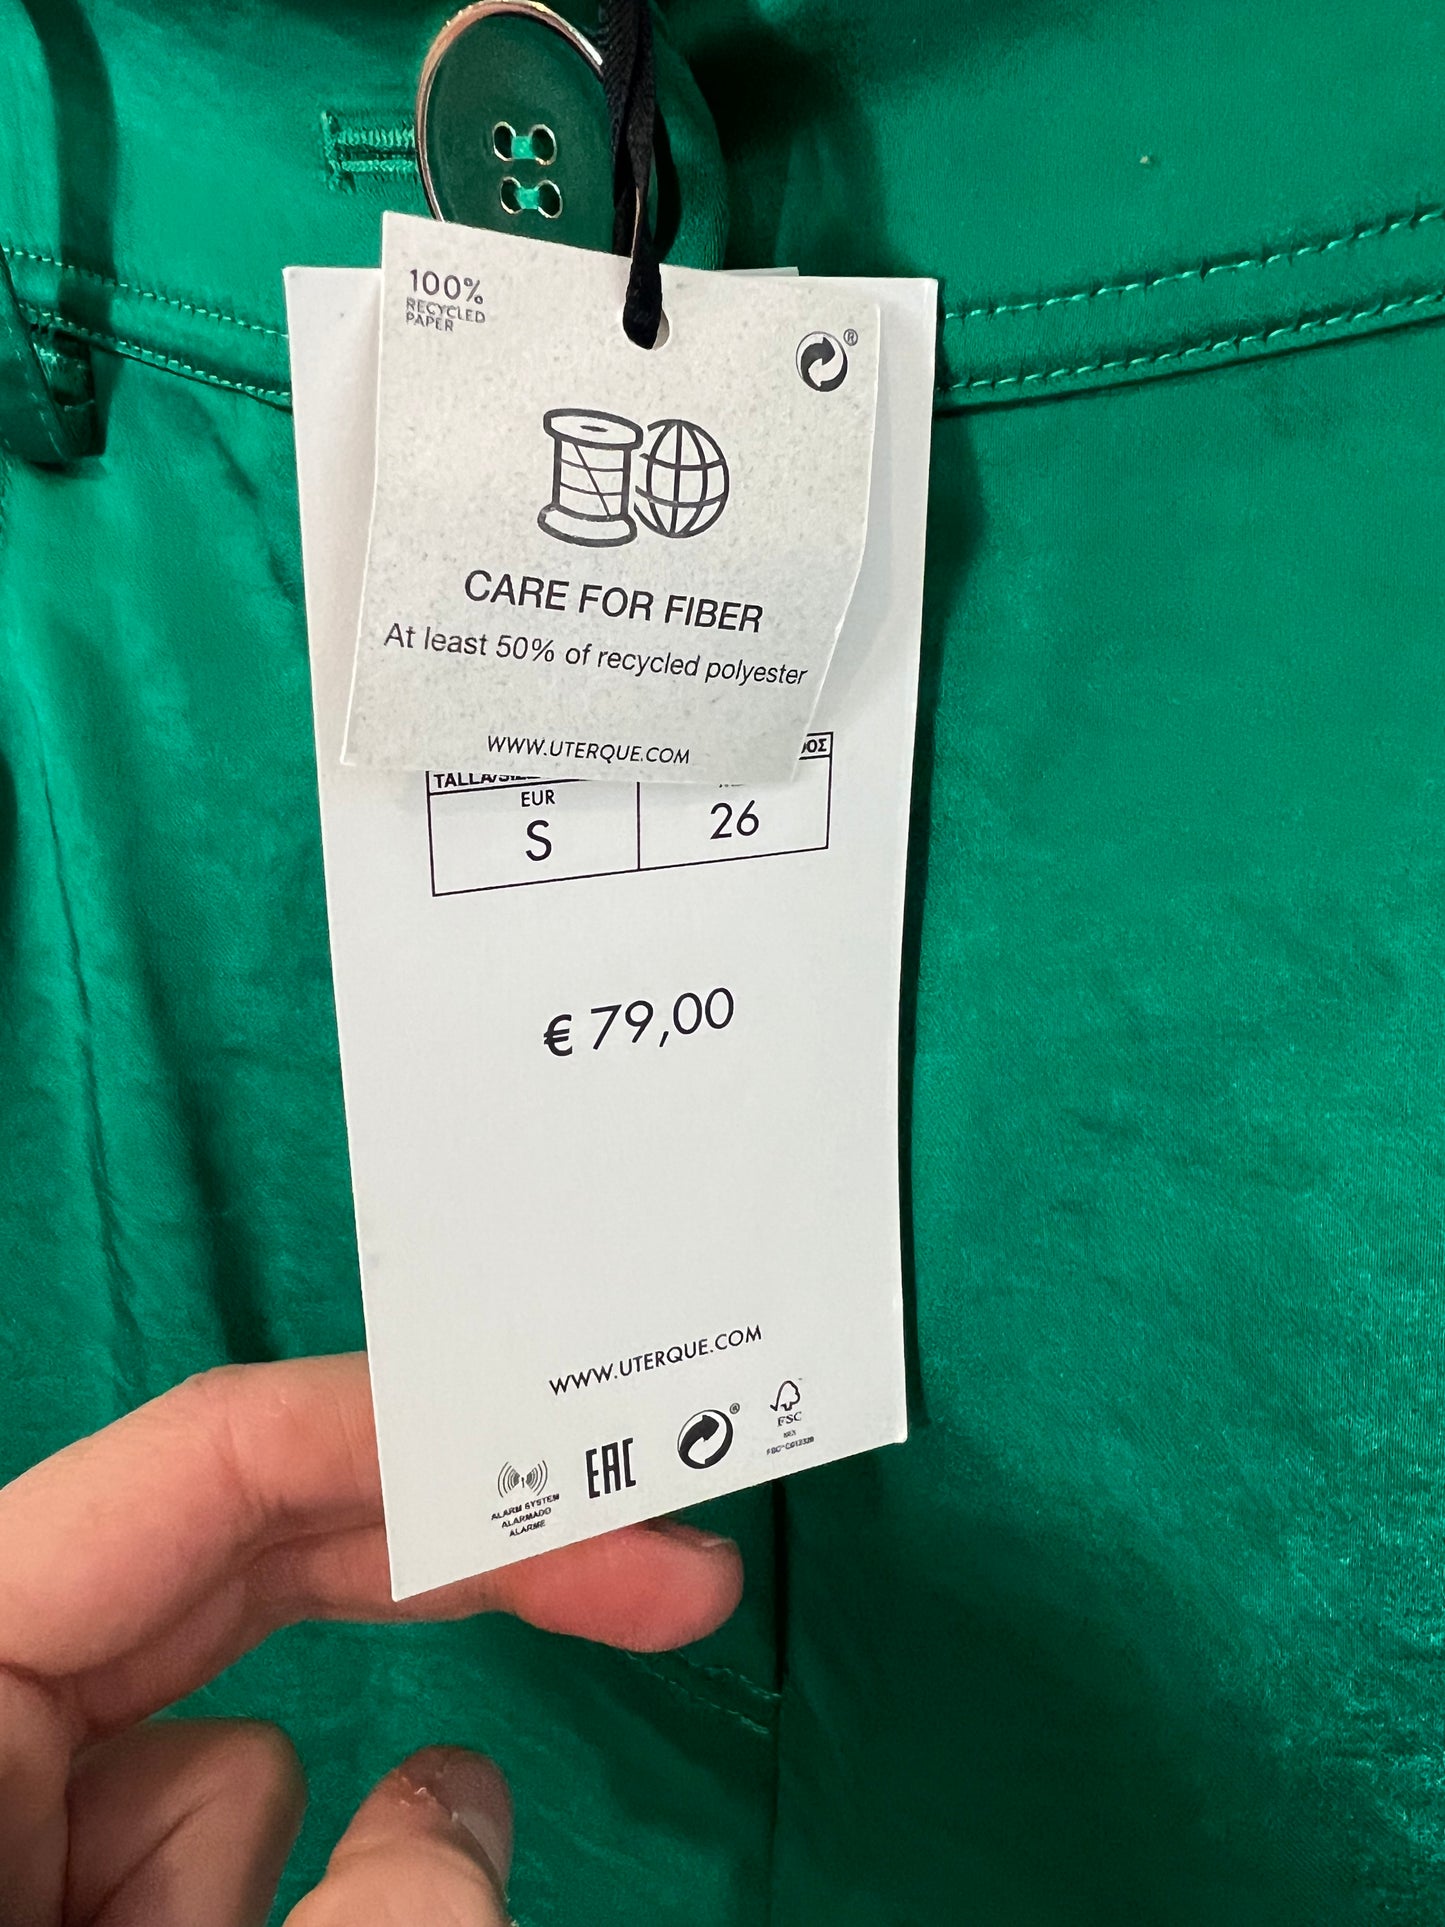 100%
RECYCLED
PAPER
®
CARE FOR FIBER
At least 50% of recycled polyester
WWW.UTERQUE.COM
EUR
S
26
€ 79,00
WWW.UTERQUE.COM
ALARM SYSTEM
ALARMADO
ALARME
EAC
®
FSC
MIX